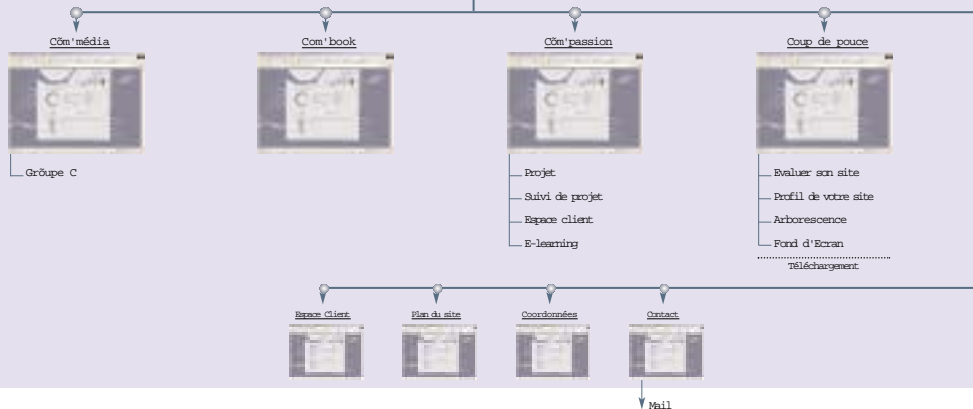 Cõm'média
Com'book
Cõm'passion
Coup de pouce
Grõupe C
Projet
Suivi de projet
Espace client
E-learning
Evaluer son site
Profil de votre site
Arborescence
Fond d'Ecran
Téléchargement
Espace Client
Plan du site
Coordonnées
Contact
Mail